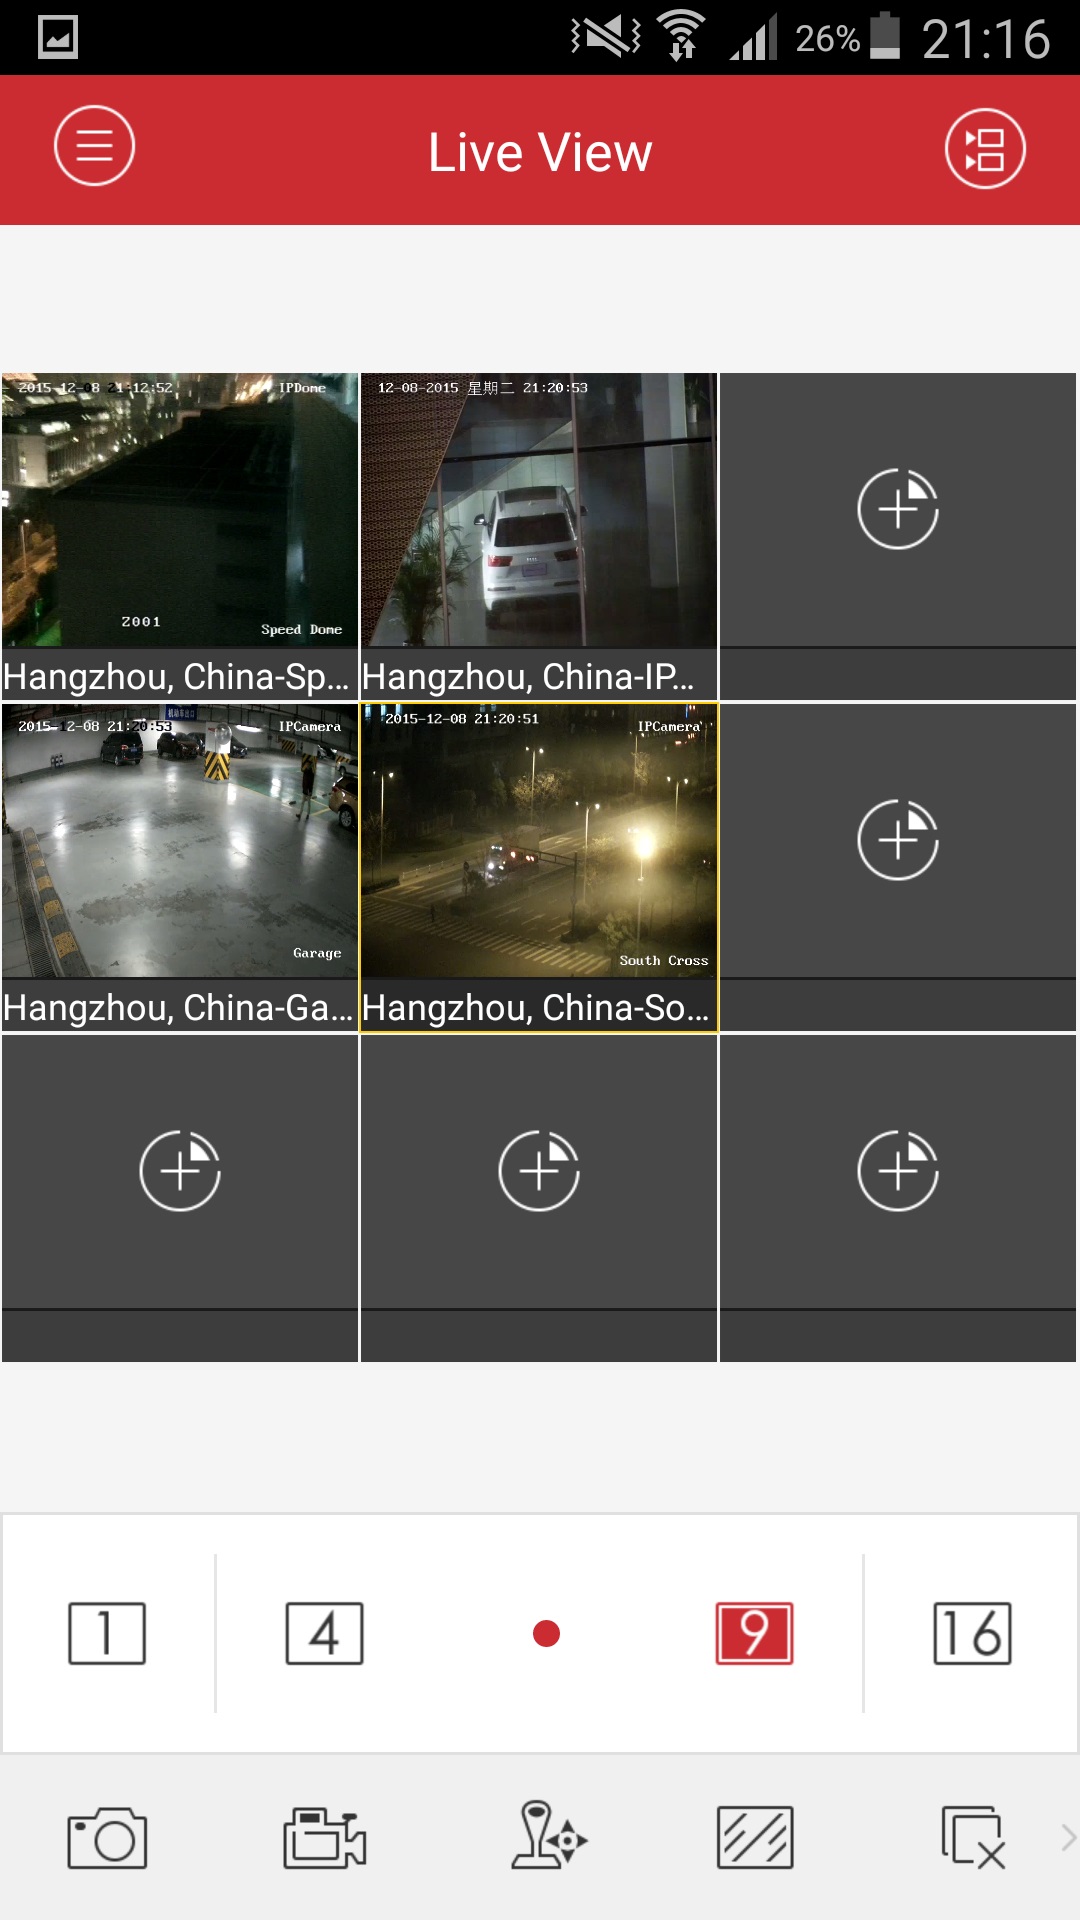 26% 21:16
Live View
2015-12-08 21:12:52 IPDome
Z001
Speed Dome
12-08-2015 星期二 21:20:53
Hangzhou, China-Sp... Hangzhou, China-IP...
2015-12-08 21:20:53 IPCamera
Garage
2015-12-08 21:20:51 IPCamera
South Cross
Hangzhou, China-Ga... Hangzhou, China-So...
1 4 9 16